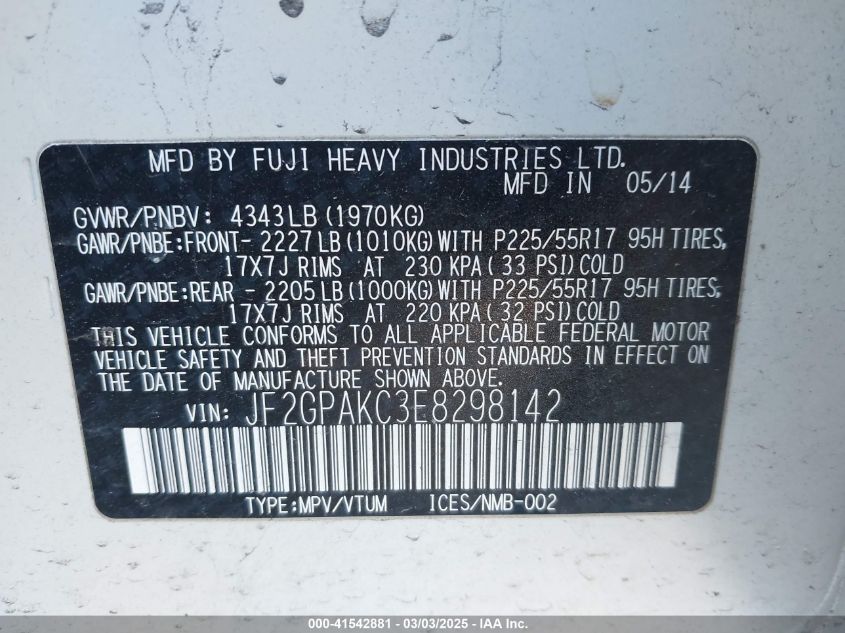 MFD BY FUJI HEAVY INDUSTRIES LTD.
MFD IN 05/14
GVWR/PNBV: 4343LB (1970KG)
GAWR/PNBE:FRONT- 2227LB (1010KG) WITH P225/55R17 95H TIRES,
17X7J RIMS AT 230 KPA( 33 PSI) COLD
GAWR/PNBE:REAR - 2205LB (1000KG) WITH P225/55R17 95H TIRES,
17X7J RIMS AT 220 KPA( 32 PSI) COLD
THIS VEHICLE CONFORMS TO ALL APPLICABLE FEDERAL MOTOR
VEHICLE SAFETY AND THEFT PREVENTION STANDARDS IN EFFECT ON
THE DATE OF MANUFACTURE SHOWN ABOVE.
VIN: JF2GPAKC3E8298142
TYPE:MPV/VTUM ICES/NMB-002
000-41542881 - 03/03/2025 - IAA Inc.